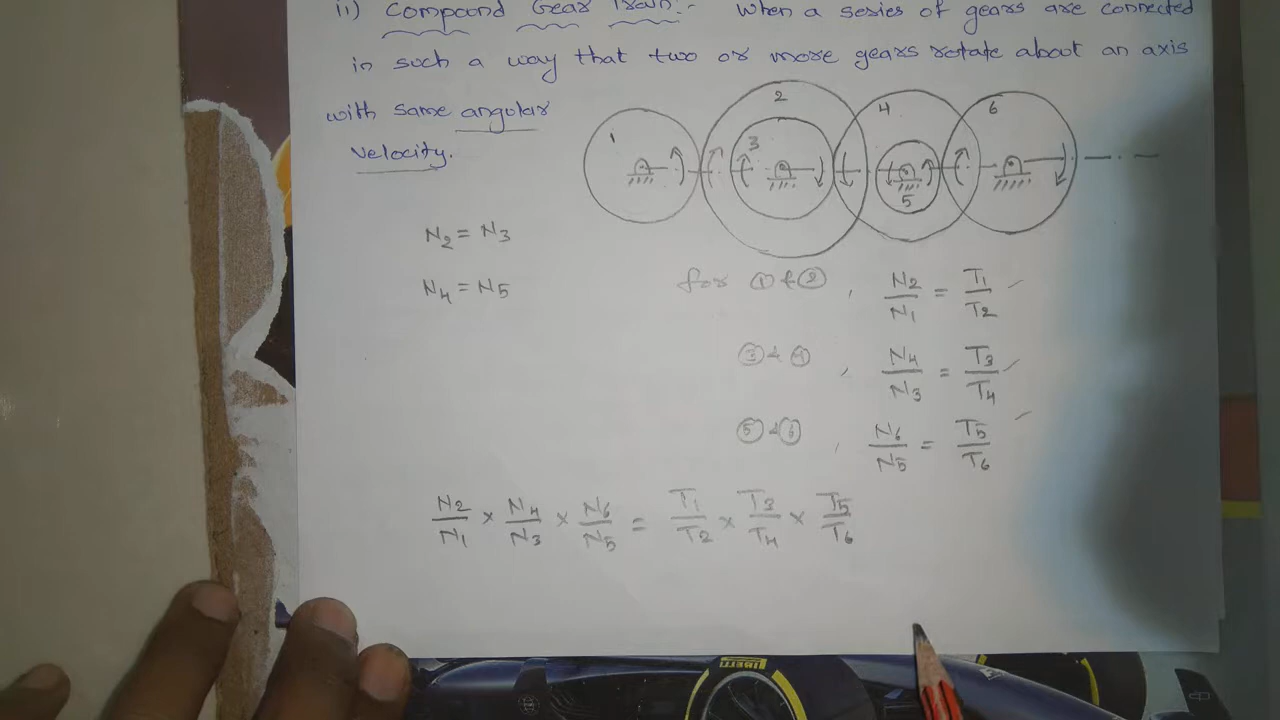 ii) Compound Gear Train :- When a series of gears are connected
in such a way that two or more gears rotate about an axis
with same angular
velocity.
1 2 3 4 5 6
N2 = N3
N4 = N5
for ① & ② , N2/N1 = T1/T2
③ & ④ , N4/N3 = T3/T4
⑤ & ⑥ , N6/N5 = T5/T6
N2/N1 × N4/N3 × N6/N5 = T1/T2 × T3/T4 × T5/T6